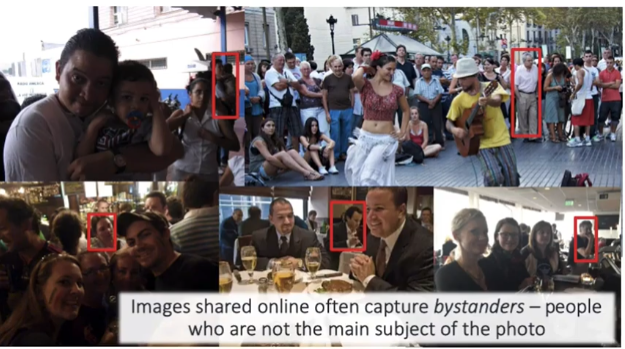 Images shared online often capture bystanders – people
who are not the main subject of the photo